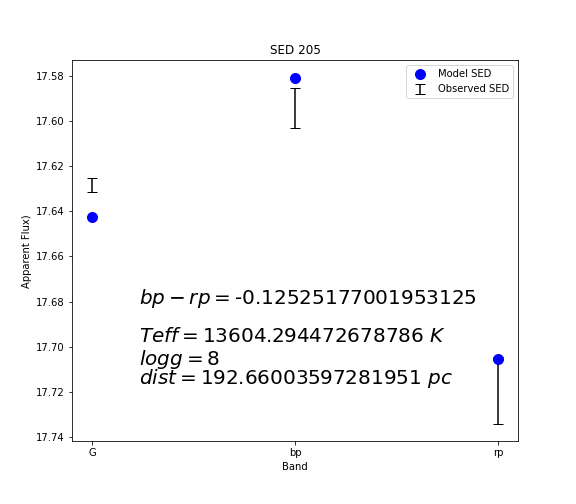 SED 205
Model SED
Observed SED
17.58
17.60
17.62
17.64
17.66
17.68
17.70
17.72
17.74
Apparent Flux)
bp − rp = -0.12525177001953125
Teff = 13604.294472678786 K
logg = 8
dist = 192.66003597281951 pc
G bp rp
Band